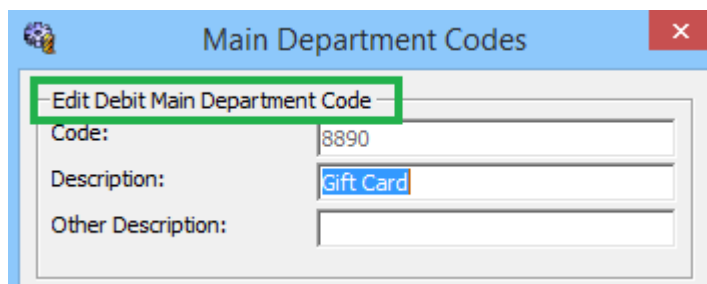 Main Department Codes
Edit Debit Main Department Code
Code: 8890
Description: Gift Card
Other Description: